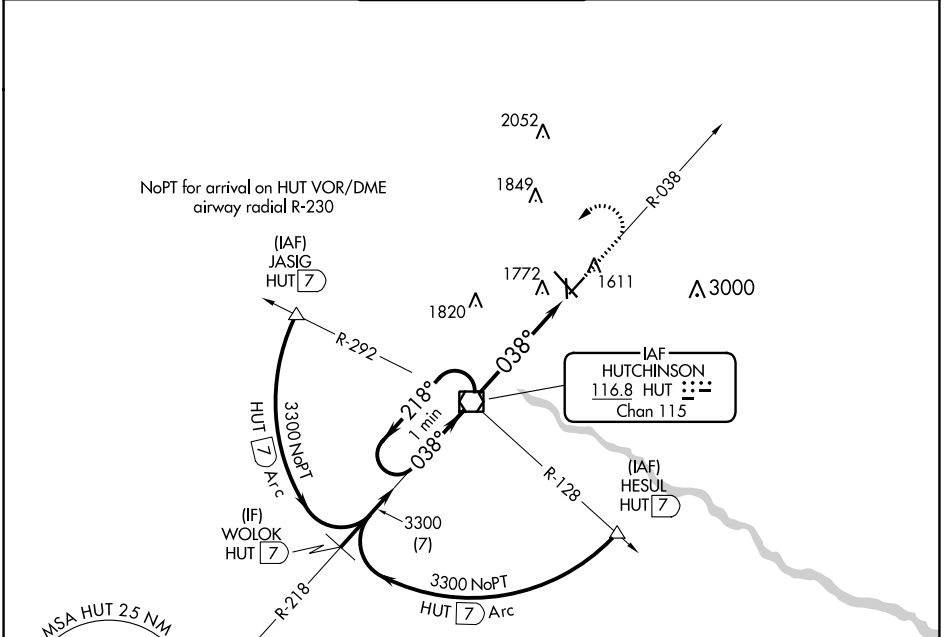 2052
1849
R-038
NoPT for arrival on HUT VOR/DME
airway radial R-230
(IAF)
JASIG
HUT 7
1772
1611
3000
1820
R-292
038°
IAF
HUTCHINSON
116.8 HUT
Chan 115
218°
1 min
038°
3300 NoPT
HUT 7 Arc
R-128
(IAF)
HESUL
HUT 7
(IF)
WOLOK
HUT 7
3300
(7)
3300 NoPT
HUT 7 Arc
R-218
MSA HUT 25 NM